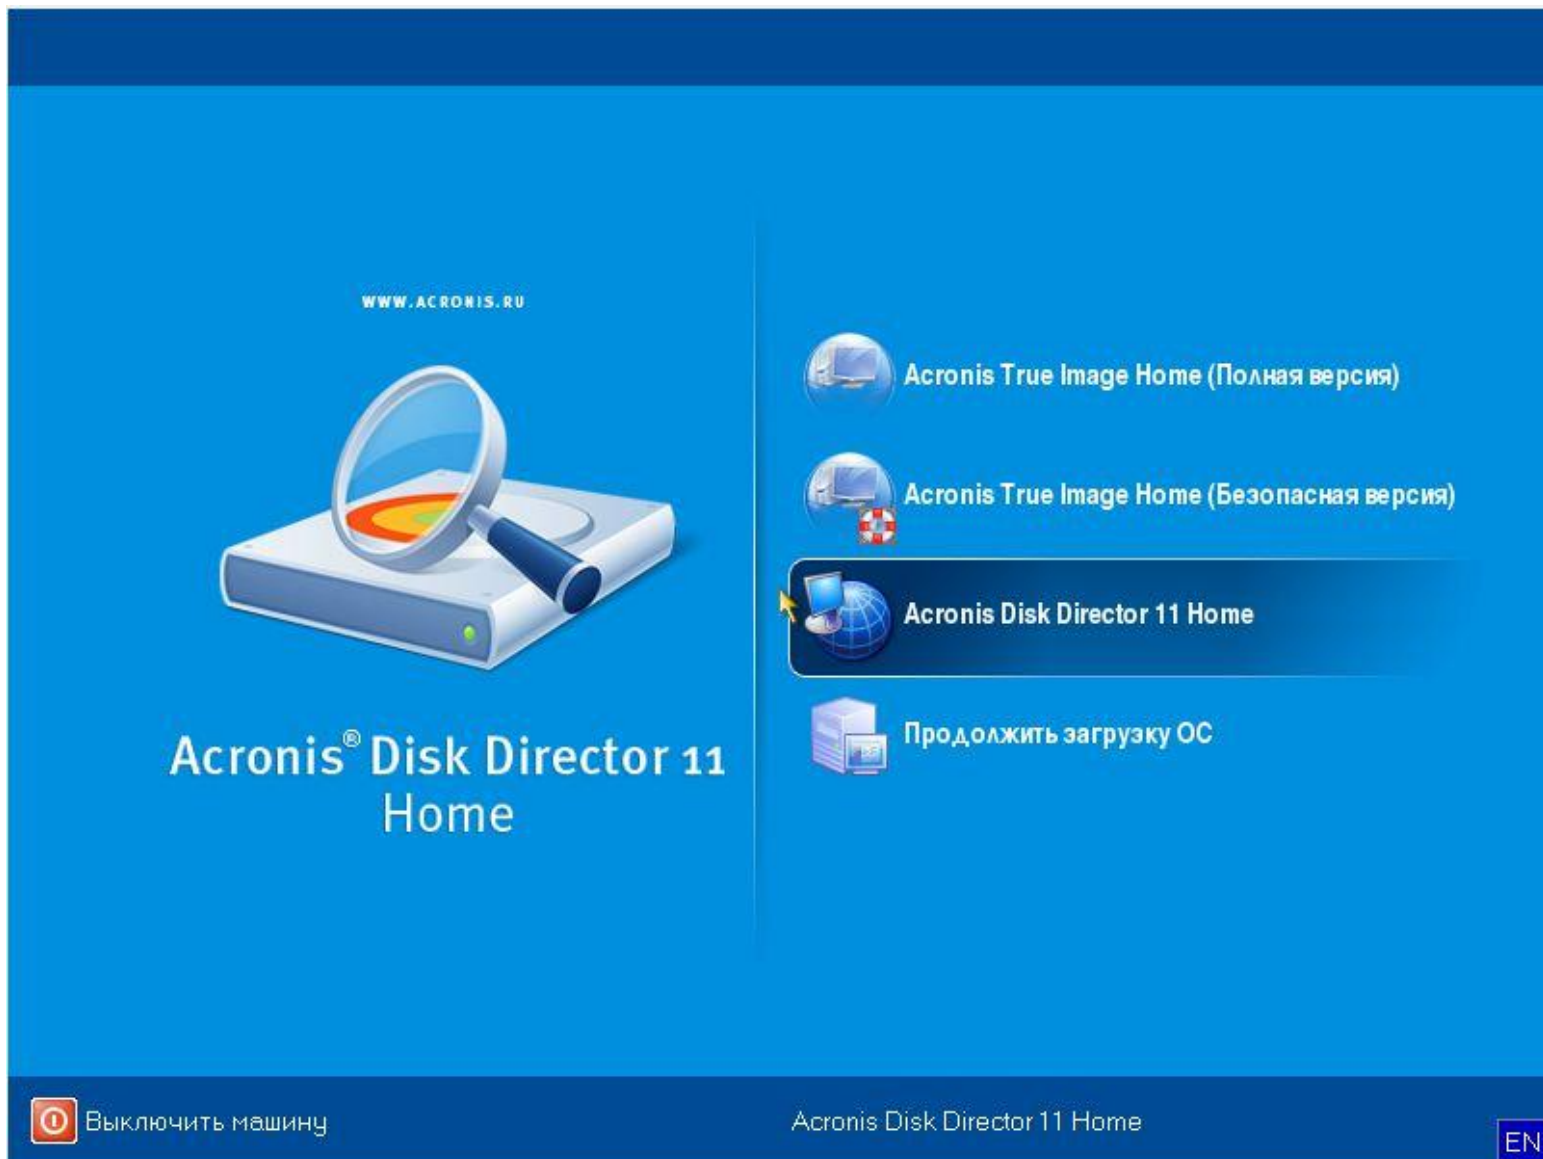 WWW.ACRONIS.RU
Acronis® Disk Director 11
Home
Acronis True Image Home (Полная версия)
Acronis True Image Home (Безопасная версия)
Acronis Disk Director 11 Home
Продолжить загрузку ОС
Выключить машину
Acronis Disk Director 11 Home
EN